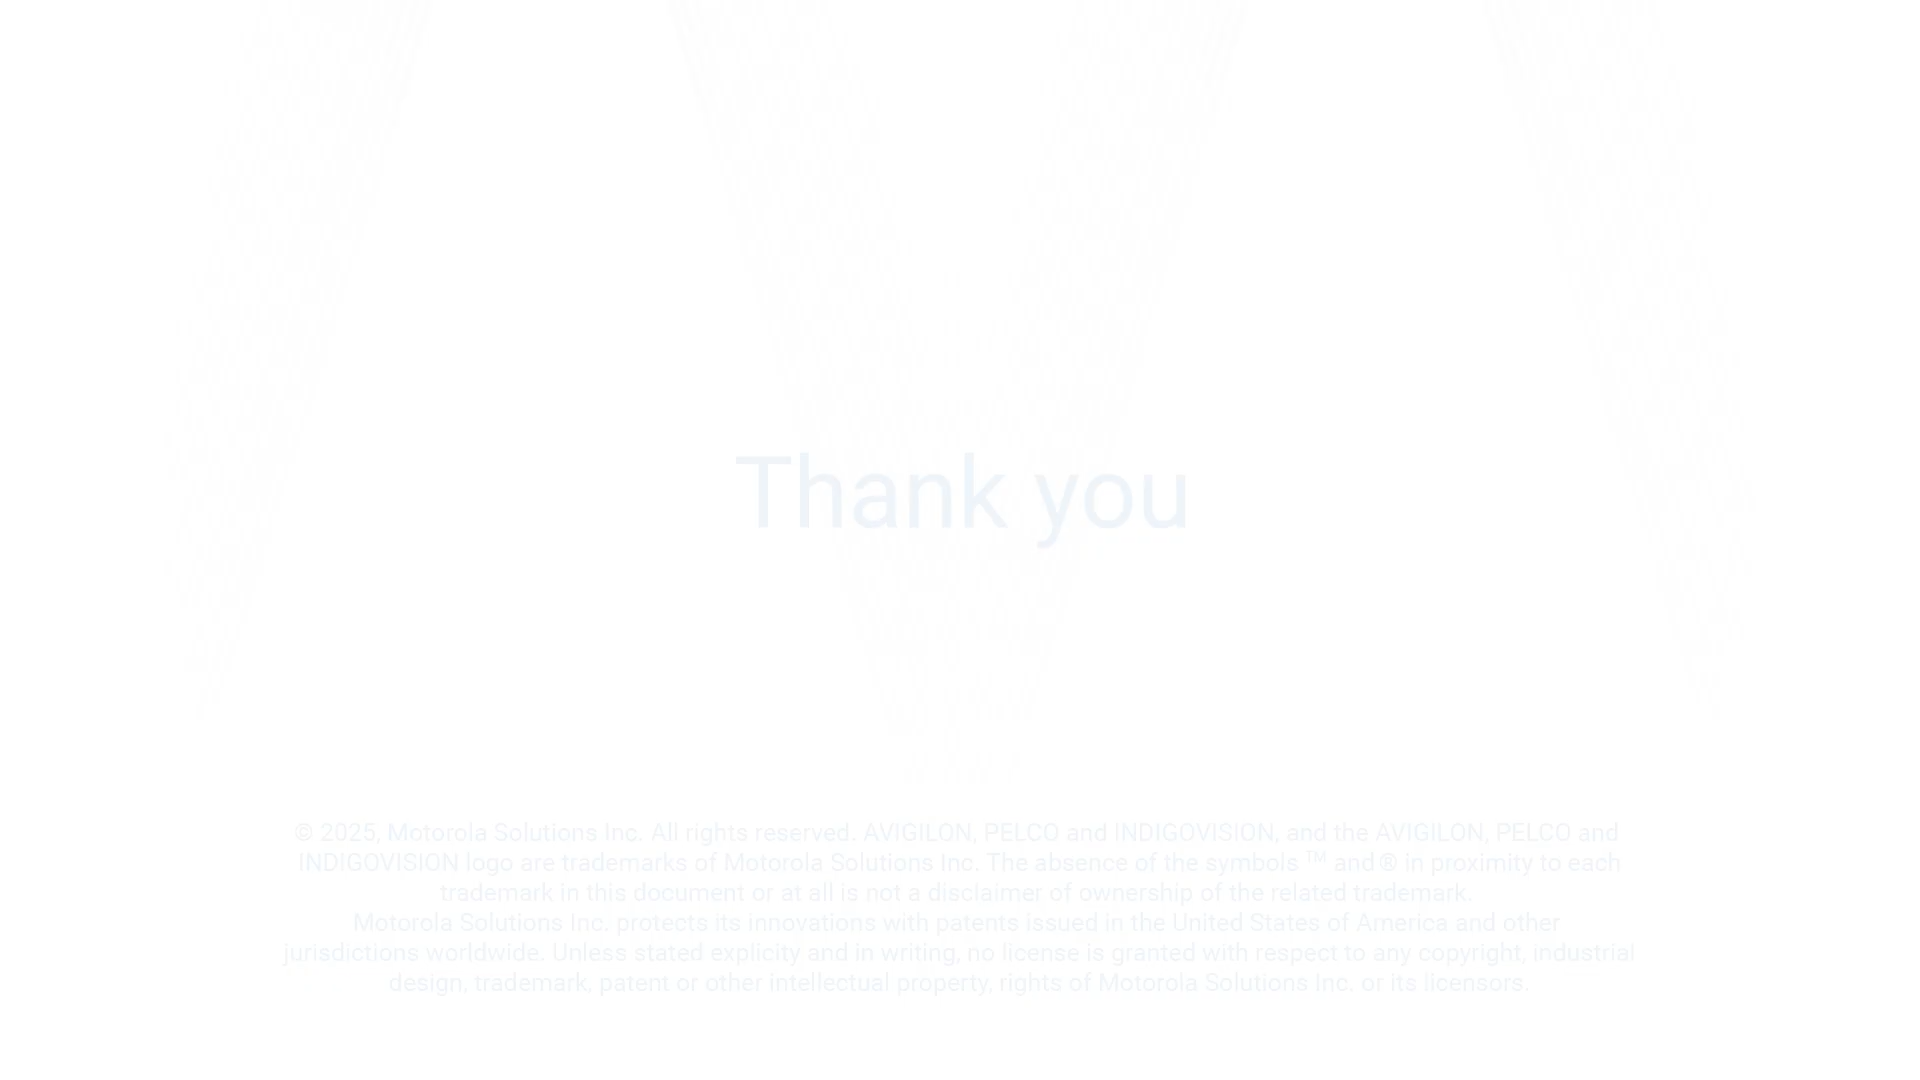 Thank you
© 2025, Motorola Solutions Inc. All rights reserved. AVIGILON, PELCO and INDIGOVISION, and the AVIGILON, PELCO and
INDIGOVISION logo are trademarks of Motorola Solutions Inc. The absence of the symbols ™ and ® in proximity to each
trademark in this document or at all is not a disclaimer of ownership of the related trademark.
Motorola Solutions Inc. protects its innovations with patents issued in the United States of America and other
jurisdictions worldwide. Unless stated explicity and in writing, no license is granted with respect to any copyright, industrial
design, trademark, patent or other intellectual property, rights of Motorola Solutions Inc. or its licensors.